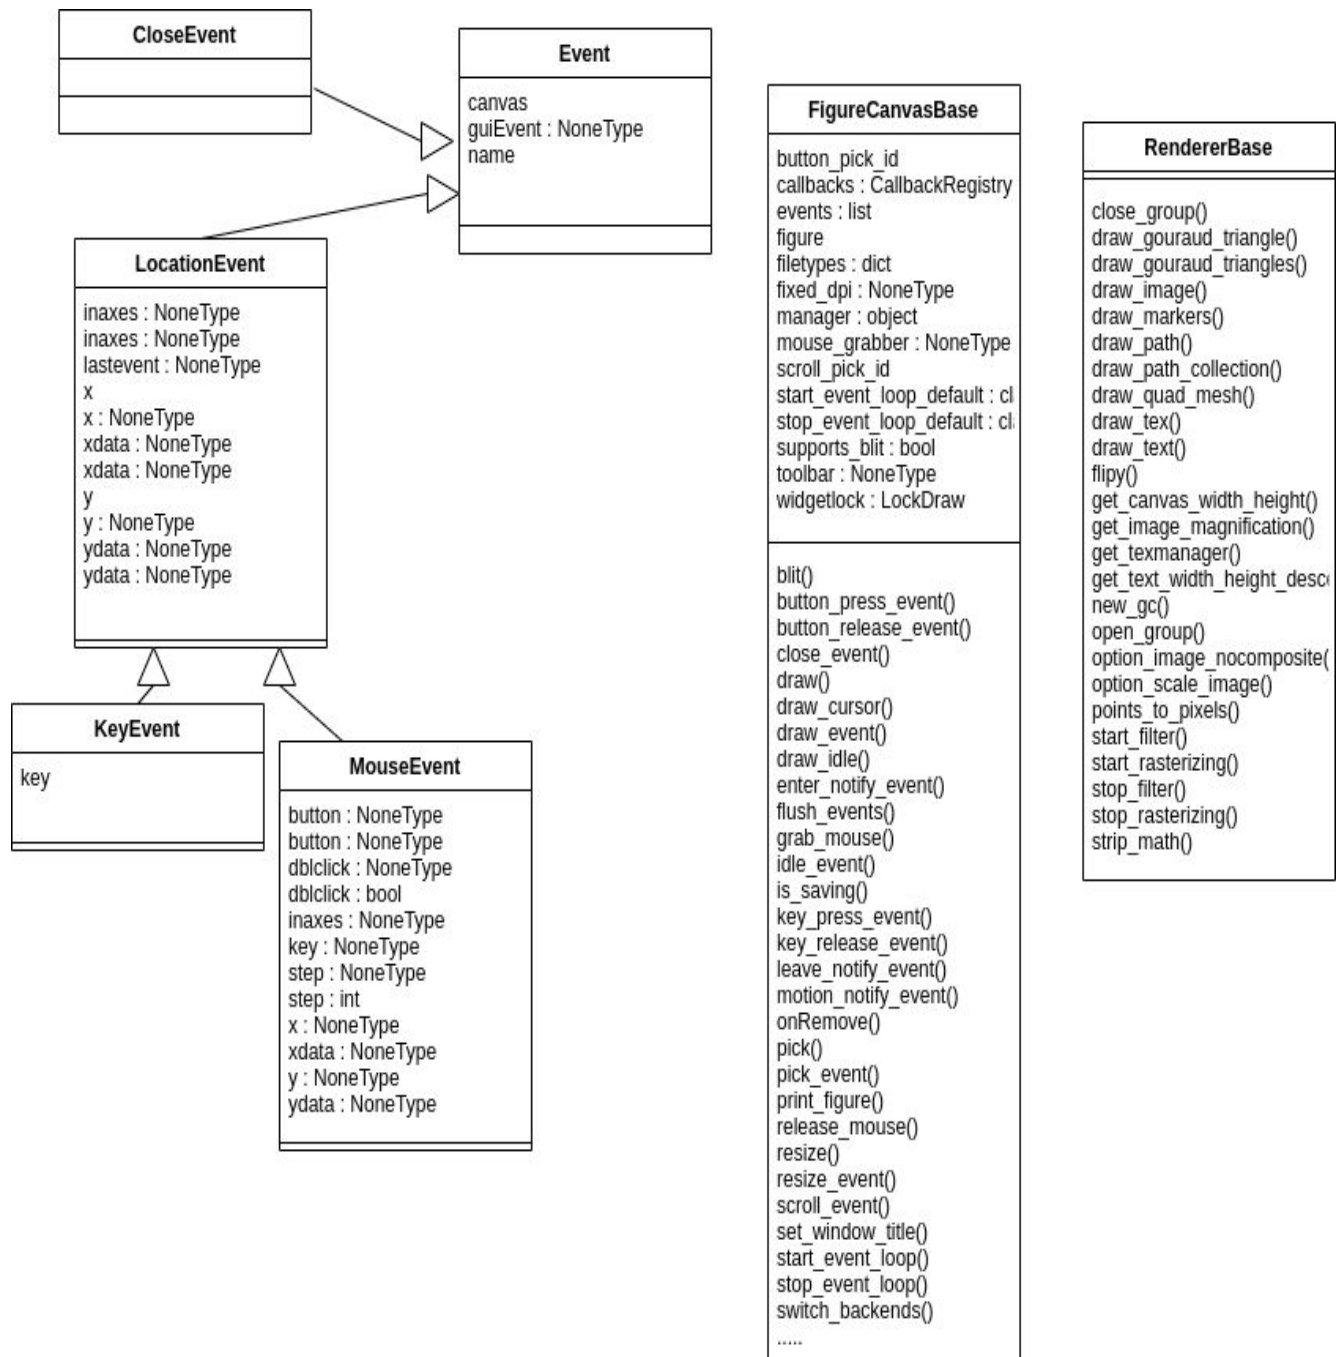 CloseEvent
Event
canvas
guiEvent : NoneType
name
LocationEvent
inaxes : NoneType
inaxes : NoneType
lastevent : NoneType
x
x : NoneType
xdata : NoneType
xdata : NoneType
y
y : NoneType
ydata : NoneType
ydata : NoneType
KeyEvent
key
MouseEvent
button : NoneType
button : NoneType
dblclick : NoneType
dblclick : bool
inaxes : NoneType
key : NoneType
step : NoneType
step : int
x : NoneType
xdata : NoneType
y : NoneType
ydata : NoneType
FigureCanvasBase
button_pick_id
callbacks : CallbackRegistry
events : list
figure
filetypes : dict
fixed_dpi : NoneType
manager : object
mouse_grabber : NoneType
scroll_pick_id
start_event_loop_default :
stop_event_loop_default :
supports_blit : bool
toolbar : NoneType
widgetlock : LockDraw
blit()
button_press_event()
button_release_event()
close_event()
draw()
draw_cursor()
draw_event()
draw_idle()
enter_notify_event()
flush_events()
grab_mouse()
idle_event()
is_saving()
key_press_event()
key_release_event()
leave_notify_event()
motion_notify_event()
onRemove()
pick()
pick_event()
print_figure()
release_mouse()
resize()
resize_event()
scroll_event()
set_window_title()
start_event_loop()
stop_event_loop()
switch_backends()
.....
RendererBase
close_group()
draw_gouraud_triangle()
draw_gouraud_triangles()
draw_image()
draw_markers()
draw_path()
draw_path_collection()
draw_quad_mesh()
draw_tex()
draw_text()
flipy()
get_canvas_width_height()
get_image_magnification()
get_texmanager()
get_text_width_height_desc
new_gc()
open_group()
option_image_nocomposite(
option_scale_image()
points_to_pixels()
start_filter()
start_rasterizing()
stop_filter()
stop_rasterizing()
strip_math()